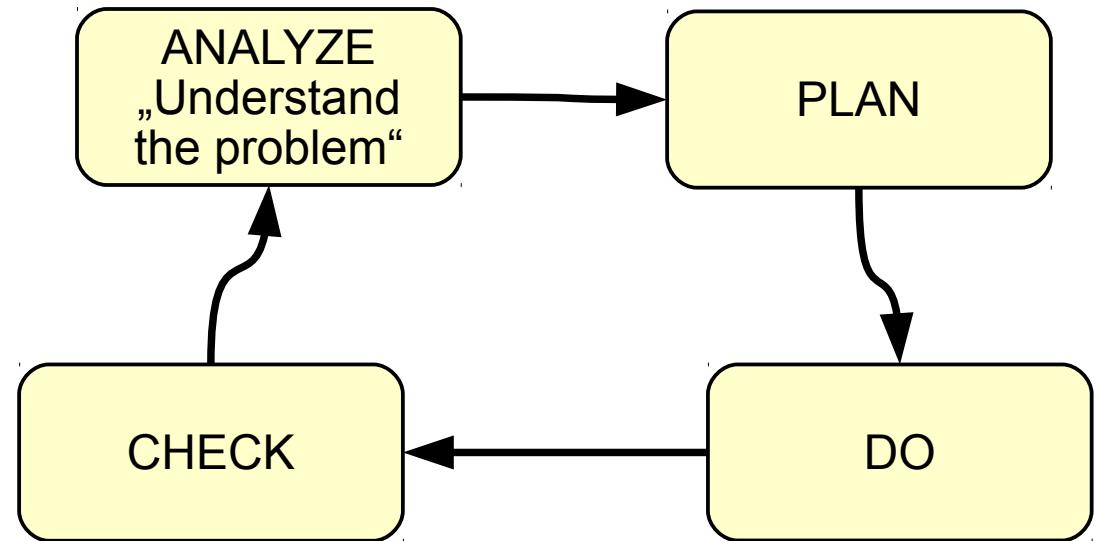 ANALYZE
„Understand
the problem“
PLAN
CHECK
DO